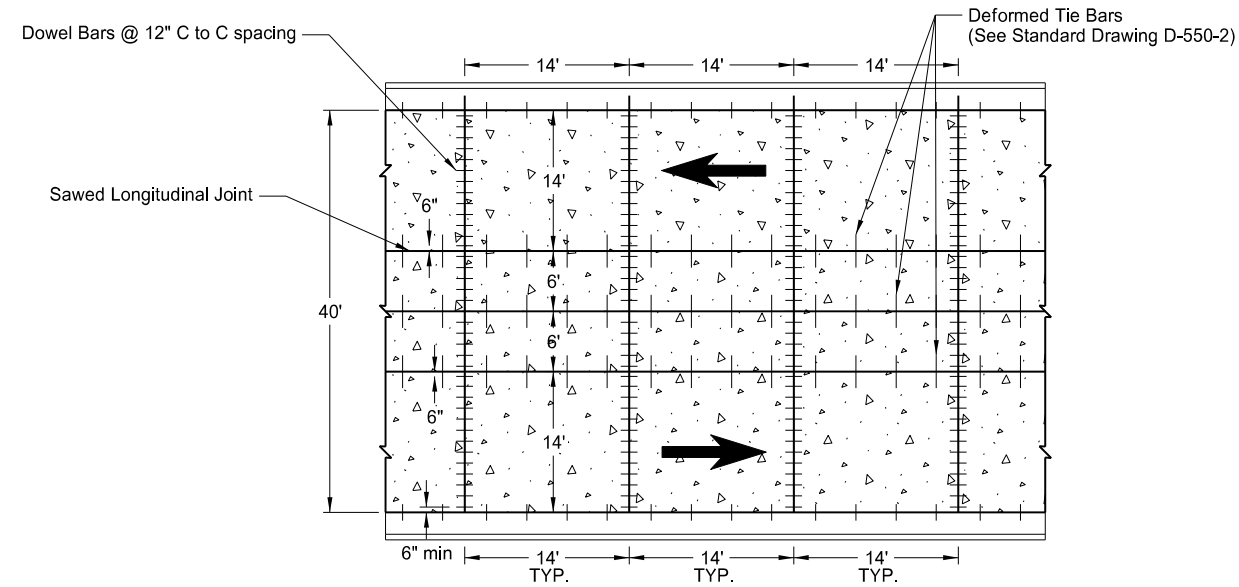 Deformed Tie Bars
(See Standard Drawing D-550-2)
Dowel Bars @ 12" C to C spacing
14'
14'
14'
14'
Sawed Longitudinal Joint
6"
6'
40'
6'
6"
14'
6" min
14'
TYP.
14'
TYP.
14'
TYP.